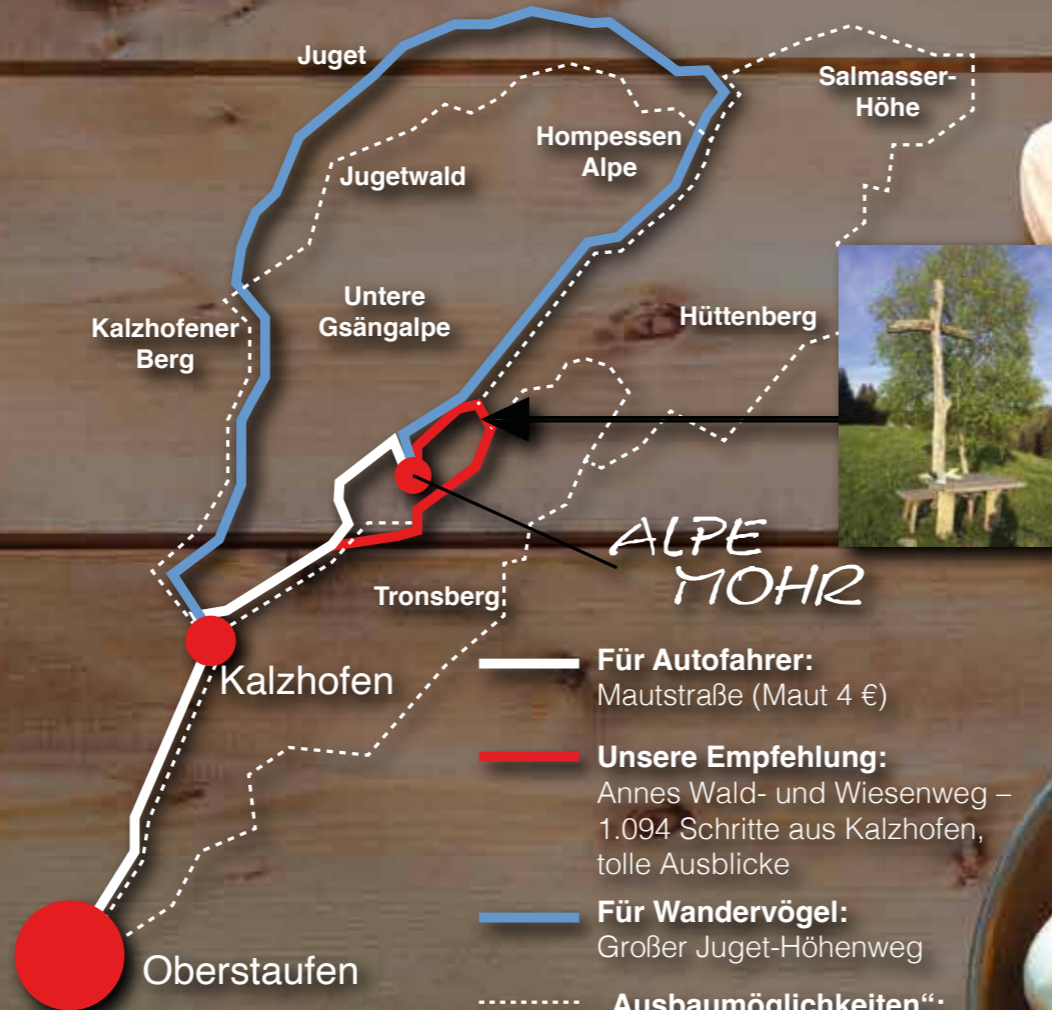 Juget
Salmasser-
Höhe
Hompessen
Alpe
Jugetwald
Untere
Gsängalpe
Hüttenberg
Kalzhofener
Berg
ALPE
MOHR
Tronsberg
Kalzhofen
Oberstaufen
Für Autofahrer:
Mautstraße (Maut 4 €)
Unsere Empfehlung:
Annes Wald- und Wiesenweg –
1.094 Schritte aus Kalzhofen,
tolle Ausblicke
Für Wandervögel:
Großer Juget-Höhenweg
Ausbaumöglichkeiten“: